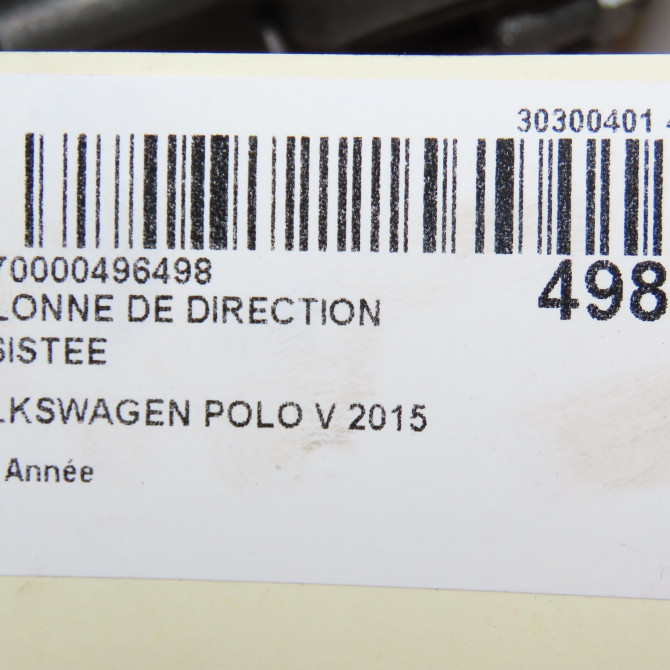 30300401
70000496498
498
LONNE DE DIRECTION
SISTEE
LKSWAGEN POLO V 2015
Année